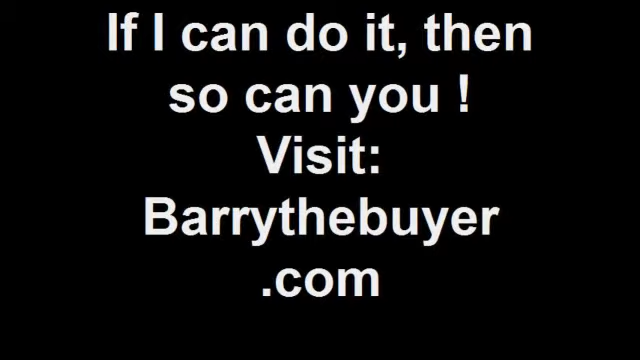 If I can do it, then
so can you !
Visit:
Barrythebuyer
.com